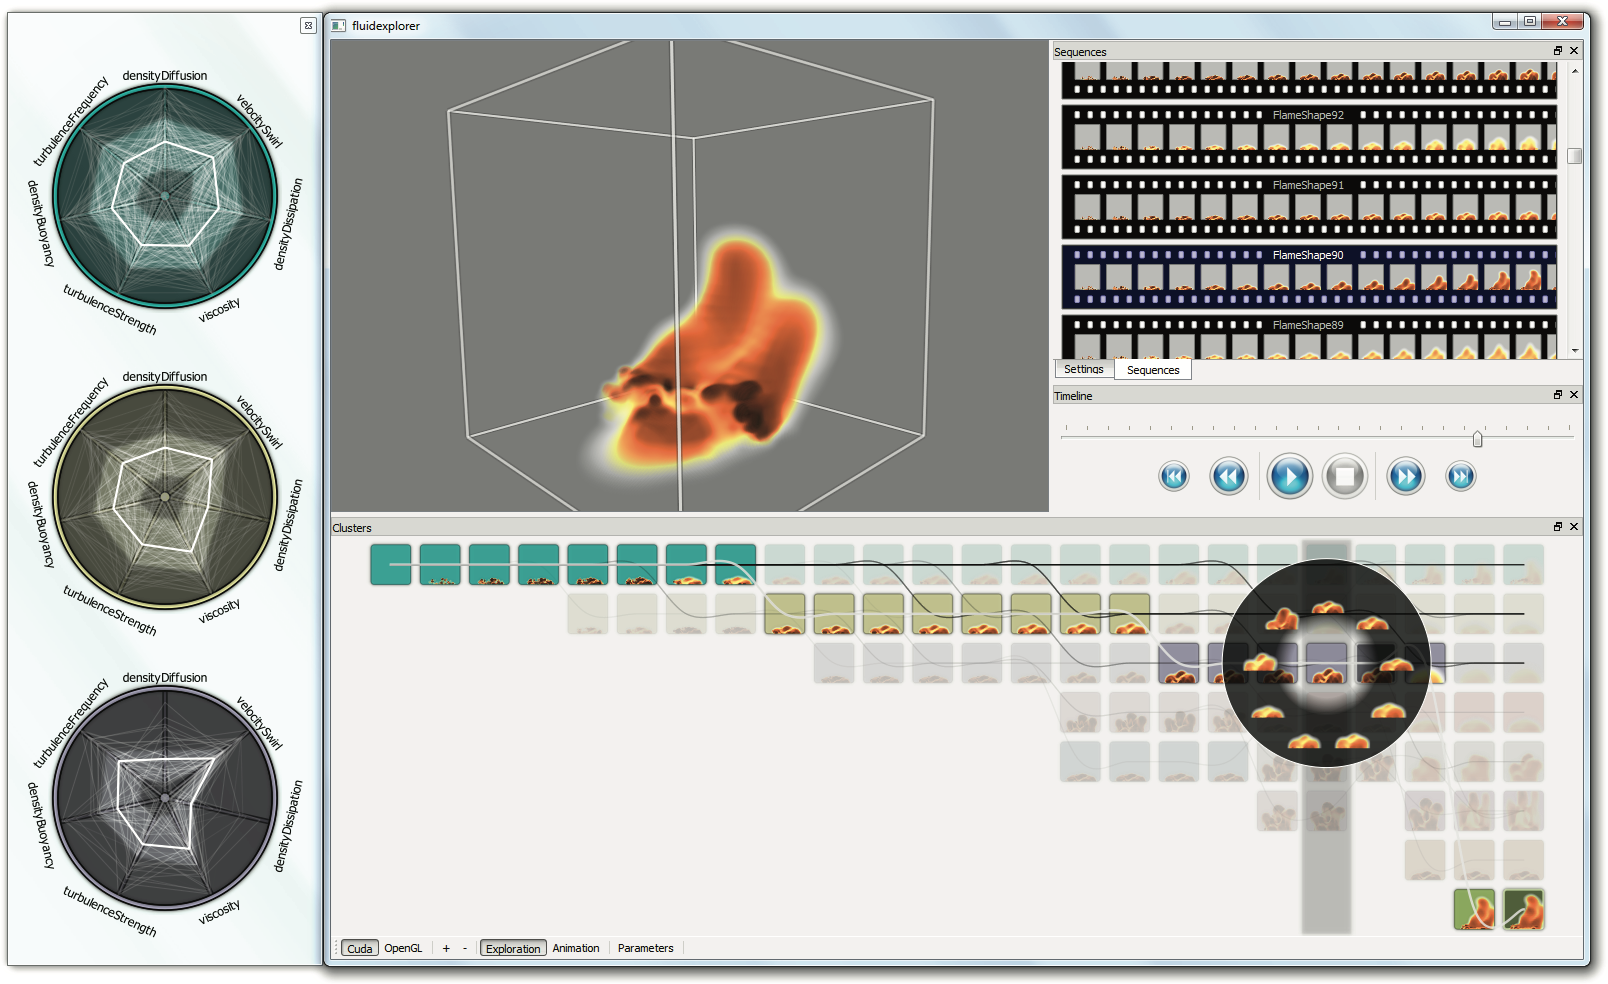 densityDiffusion
velocitySwirl
densityDissipation
viscosity
turbulenceStrength
densityBuoyancy
turbulenceFrequency
densityDiffusion
velocitySwirl
densityDissipation
viscosity
turbulenceStrength
densityBuoyancy
turbulenceFrequency
densityDiffusion
velocitySwirl
densityDissipation
viscosity
turbulenceStrength
densityBuoyancy
turbulenceFrequency
fluidexplorer
Sequences
FlameShape92
FlameShape91
FlameShape90
FlameShape89
Settings Sequences
Timeline
Clusters
Cuda OpenGL + - Exploration Animation Parameters